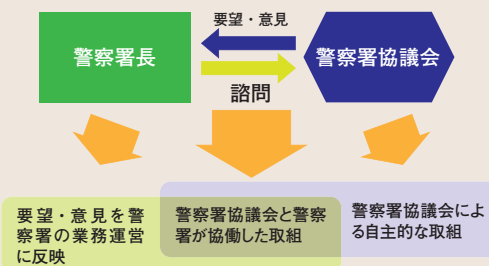 要望・意見
警察署長
警察署協議会
諮問
要望・意見を警
察署の業務運営
に反映
警察署協議会と警察
署が協働した取組
警察署協議会によ
る自主的な取組